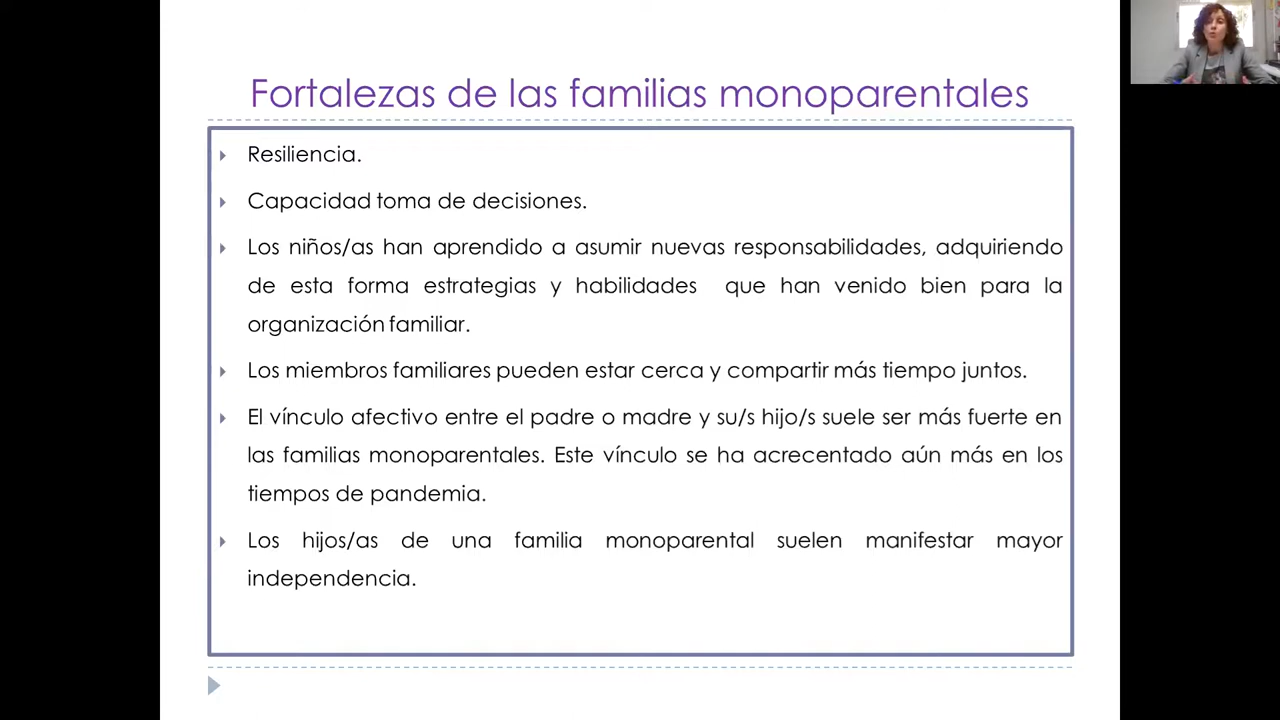 Fortalezas de las familias monoparentales
Resiliencia.
Capacidad toma de decisiones.
Los niños/as han aprendido a asumir nuevas responsabilidades, adquiriendo
de esta forma estrategias y habilidades que han venido bien para la
organización familiar.
Los miembros familiares pueden estar cerca y compartir más tiempo juntos.
El vínculo afectivo entre el padre o madre y su/s hijo/s suele ser más fuerte en
las familias monoparentales. Este vínculo se ha acrecentado aún más en los
tiempos de pandemia.
Los hijos/as de una familia monoparental suelen manifestar mayor
independencia.